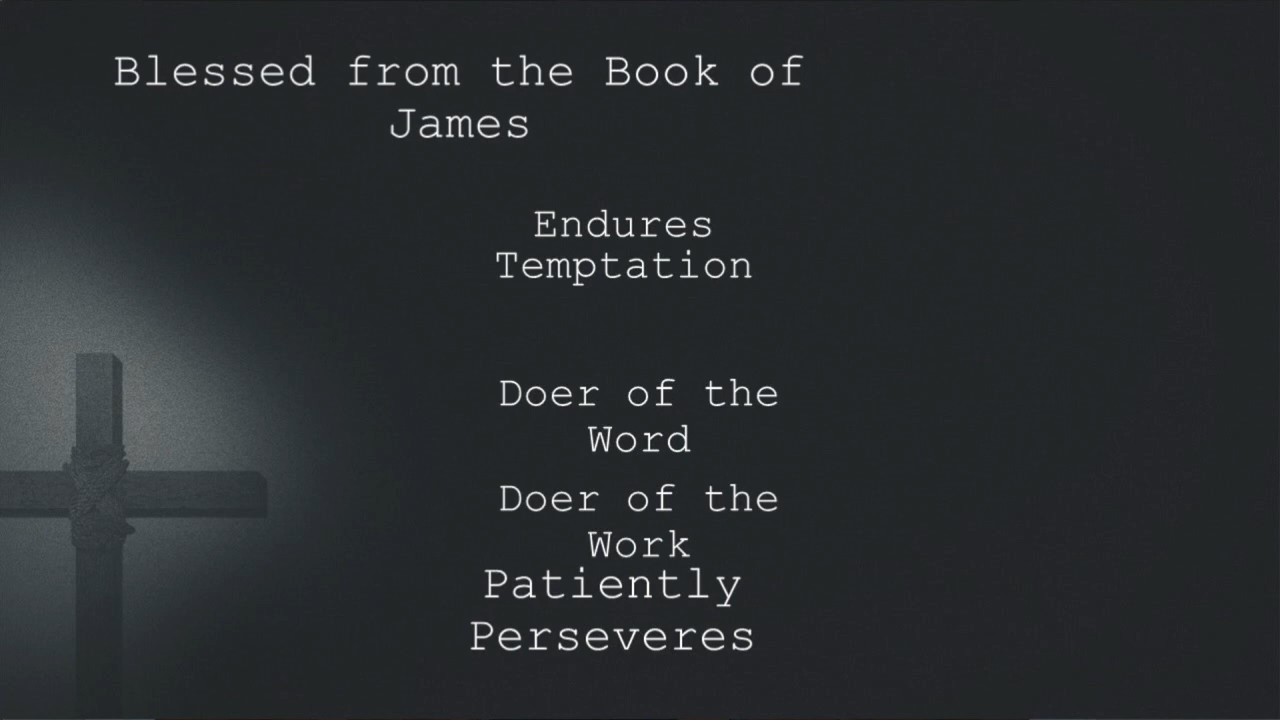 Blessed from the Book of
James
Endures
Temptation
Doer of the
Word
Doer of the
Work
Patiently
Perseveres